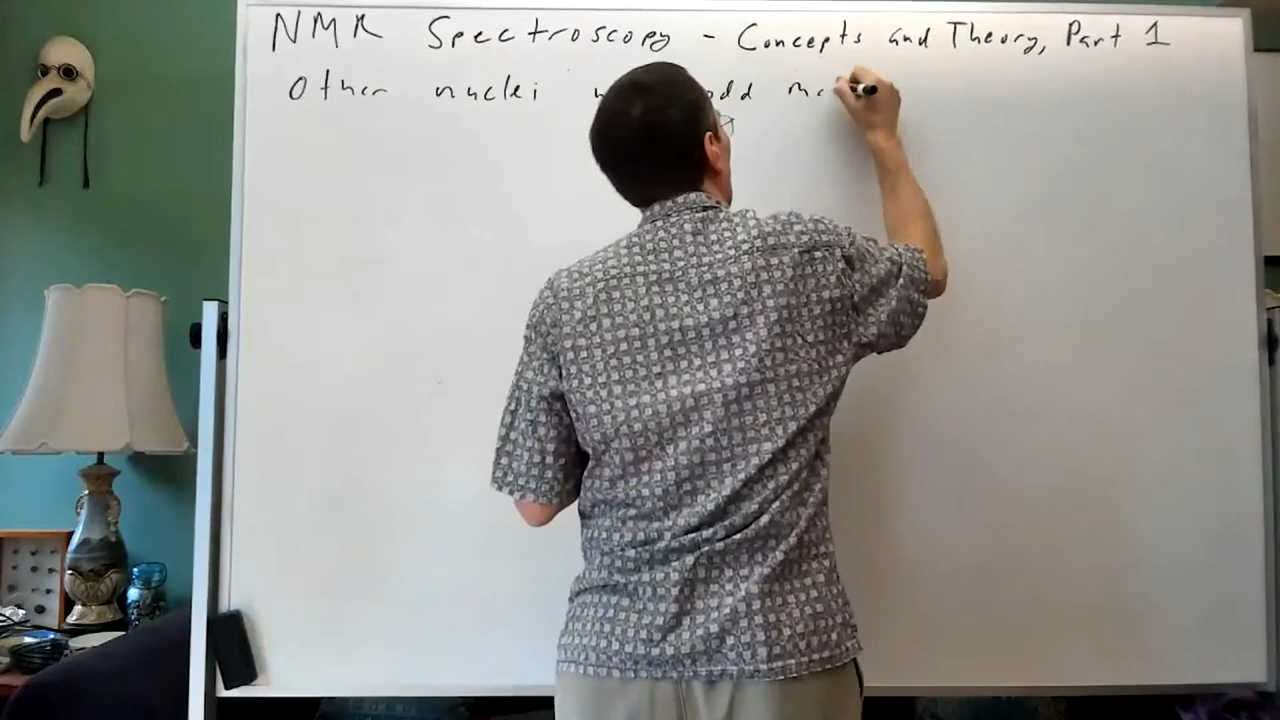 NMR Spectroscopy - Concepts and Theory, Part 1
Other nuclei odd